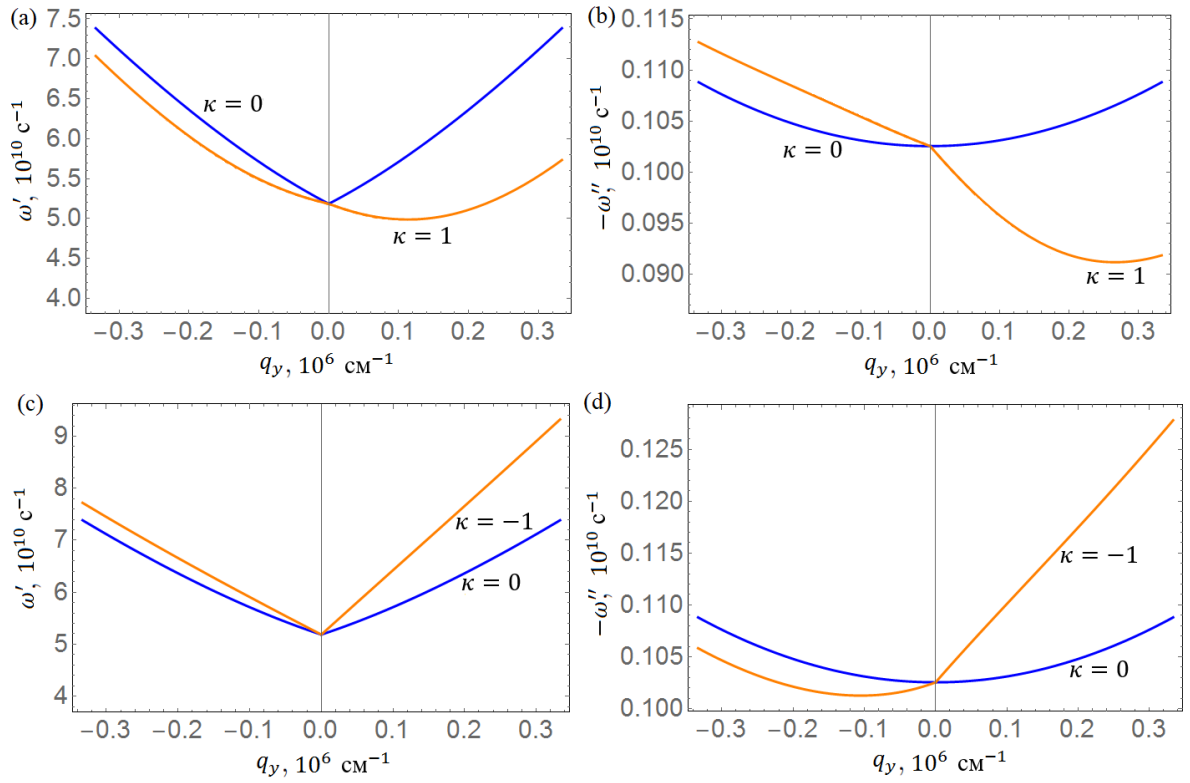 (a)
7.5
7.0
6.5
6.0
5.5
5.0
4.5
4.0
ω′, 10¹⁰ с⁻¹
κ = 0
κ = 1
−0.3 −0.2 −0.1 0.0 0.1 0.2 0.3
q_y, 10⁶ см⁻¹
(b)
0.115
0.110
0.105
0.100
0.095
0.090
−ω″, 10¹⁰ с⁻¹
κ = 0
κ = 1
−0.3 −0.2 −0.1 0.0 0.1 0.2 0.3
q_y, 10⁶ см⁻¹
(c)
9
8
7
6
5
4
ω′, 10¹⁰ с⁻¹
κ = −1
κ = 0
−0.3 −0.2 −0.1 0.0 0.1 0.2 0.3
q_y, 10⁶ см⁻¹
(d)
0.125
0.120
0.115
0.110
0.105
0.100
−ω″, 10¹⁰ с⁻¹
κ = −1
κ = 0
−0.3 −0.2 −0.1 0.0 0.1 0.2 0.3
q_y, 10⁶ см⁻¹